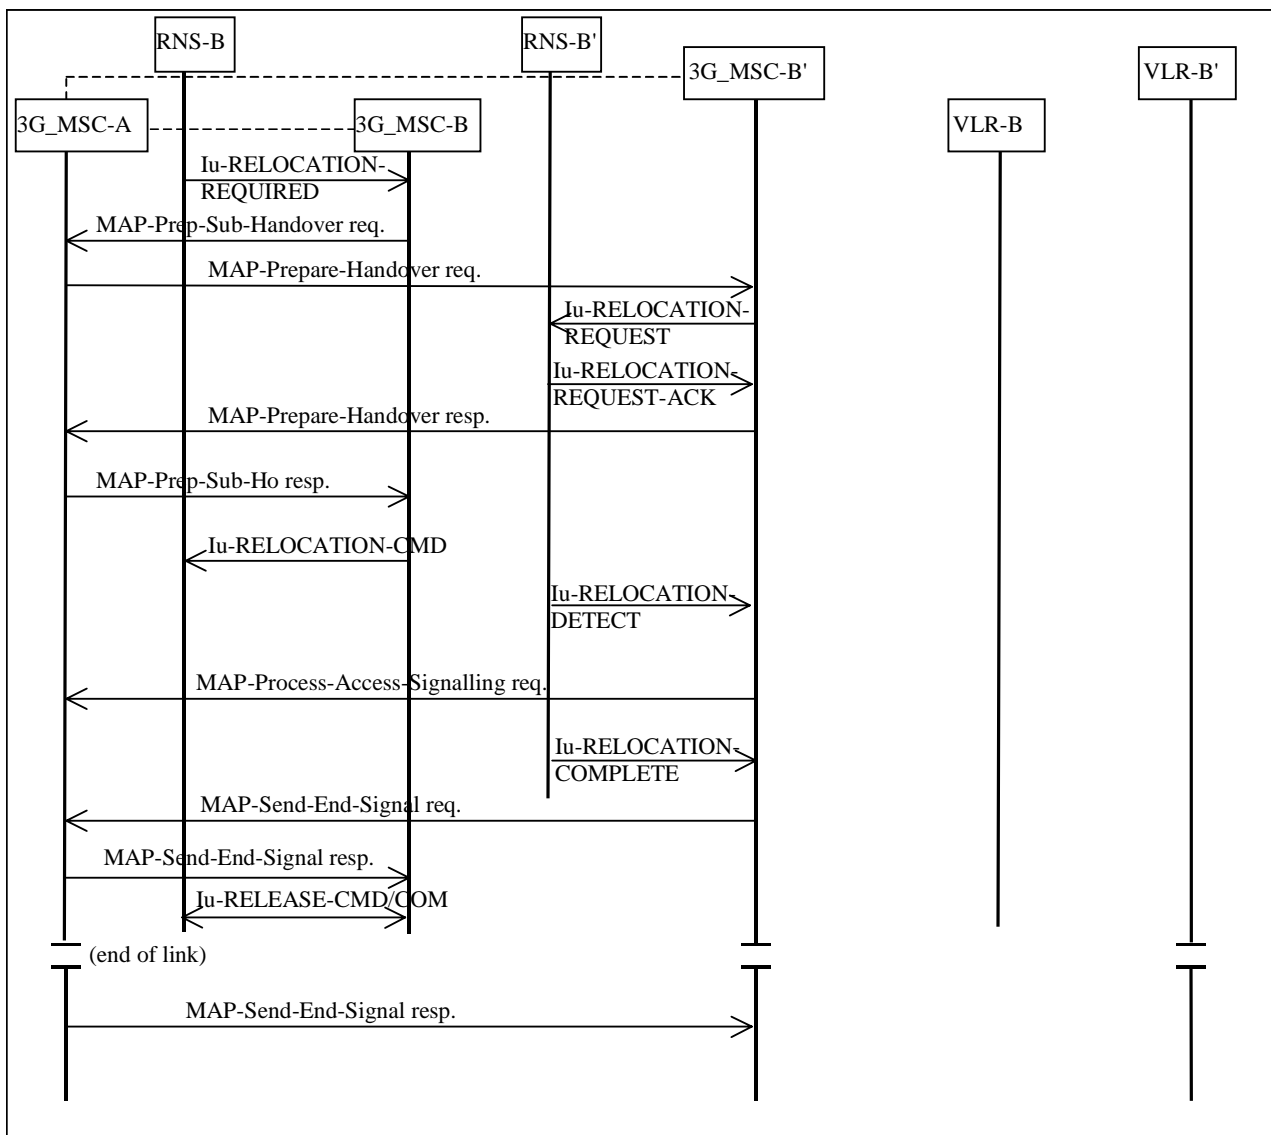 RNS-B
RNS-B'
3G_MSC-B'
VLR-B'
3G_MSC-A
3G_MSC-B
VLR-B
Iu-RELOCATION-
REQUIRED
MAP-Prep-Sub-Handover req.
MAP-Prepare-Handover req.
Iu-RELOCATION-
REQUEST
Iu-RELOCATION-
REQUEST-ACK
MAP-Prepare-Handover resp.
MAP-Prep-Sub-Ho resp.
Iu-RELOCATION-CMD
Iu-RELOCATION-
DETECT
MAP-Process-Access-Signalling req.
Iu-RELOCATION-
COMPLETE
MAP-Send-End-Signal req.
MAP-Send-End-Signal resp.
Iu-RELEASE-CMD/COM
(end of link)
MAP-Send-End-Signal resp.